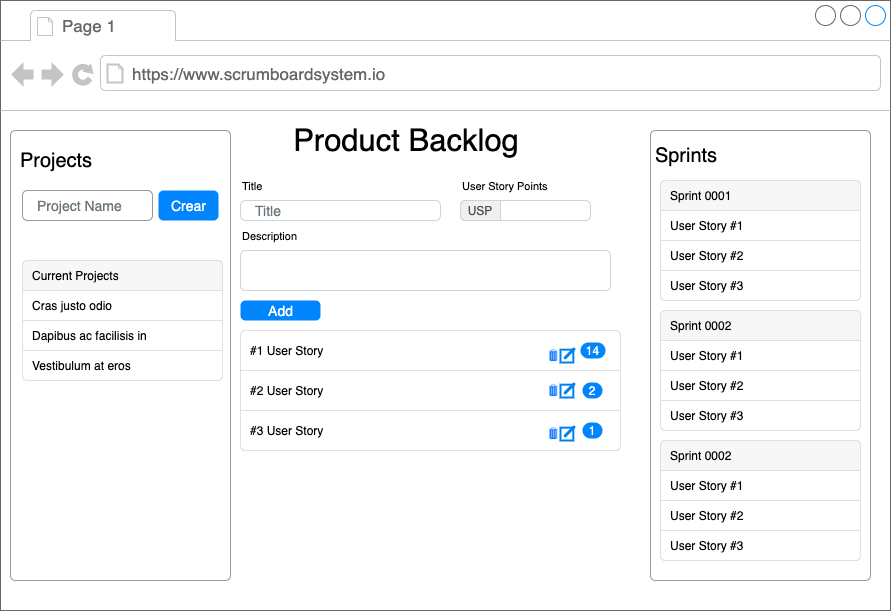 Page 1
https://www.scrumboardsystem.io
Projects
Project Name
Crear
Current Projects
Cras justo odio
Dapibus ac facilisis in
Vestibulum at eros
Product Backlog
Title
User Story Points
Title
USP
Description
Add
#1 User Story
14
#2 User Story
2
#3 User Story
1
Sprints
Sprint 0001
User Story #1
User Story #2
User Story #3
Sprint 0002
User Story #1
User Story #2
User Story #3
Sprint 0002
User Story #1
User Story #2
User Story #3